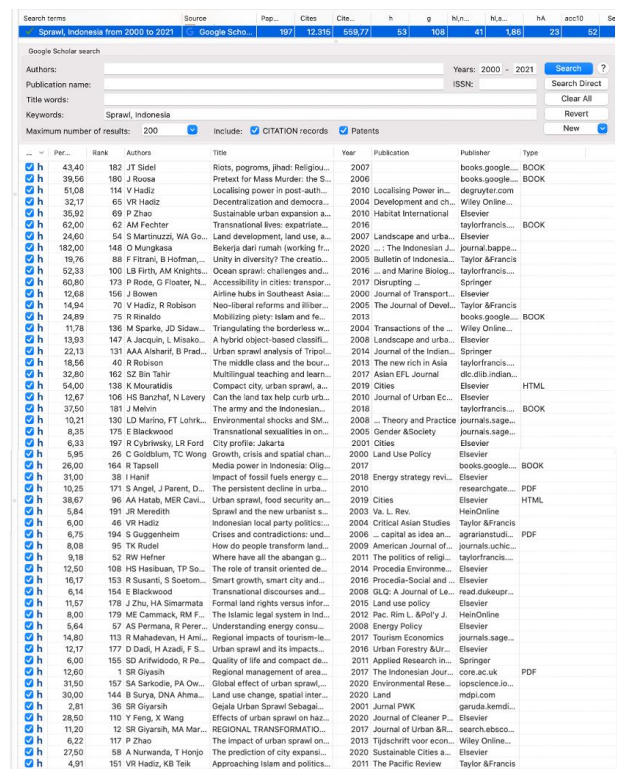 Search terms Source Pap... Cites Cite... h g hI,n... hI,a... hA acc10 Se
Sprawl, Indonesia from 2000 to 2021 Google Scho... 197 12.315 559,77 53 108 41 1,86 23 52
Google Scholar search
Authors: Years: 2000 - 2021 Search ?
Publication name: ISSN: Search Direct
Title words: Clear All
Keywords: Sprawl, Indonesia Revert
Maximum number of results: 200 Include: CITATION records Patents New
... Per... Rank Authors Title Year Publication Publisher Type
h 43,40 182 JT Sidel Riots, pogroms, jihad: Religiou... 2007 books.google.... BOOK
h 39,56 180 J Roosa Pretext for Mass Murder: the S... 2006 books.google.... BOOK
h 51,08 114 V Hadiz Localising power in post-auth... 2010 Localising Power in... degruyter.com
h 32,17 65 VR Hadiz Decentralization and democra... 2004 Development and ch... Wiley Online...
h 35,92 69 P Zhao Sustainable urban expansion a... 2010 Habitat International Elsevier
h 62,00 62 AM Fechter Transnational lives: expatriate... 2016 taylorfrancis.... BOOK
h 24,60 54 S Martinuzzi, WA Go... Land development, land use, a... 2007 Landscape and urba... Elsevier
h 182,00 148 O Mungkasa Bekerja dari rumah (working fr... 2020 ... : The Indonesian J... journal.bappe...
h 19,76 88 F Fitrani, B Hofman,... Unity in diversity? The creatio... 2005 Bulletin of Indonesia... Taylor &Francis
h 52,33 100 LB Firth, AM Knights... Ocean sprawl: challenges and... 2016 ... and Marine Biolog... taylorfrancis....
h 60,80 173 P Rode, G Floater, N... Accessibility in cities: transpor... 2017 Disrupting ... Springer
h 12,68 156 J Bowen Airline hubs in Southeast Asia:... 2000 Journal of Transport... Elsevier
h 14,94 70 V Hadiz, R Robison Neo-liberal reforms and illiber... 2005 The Journal of Devel... Taylor &Francis
h 24,89 75 R Rinaldo Mobilizing piety: Islam and fe... 2013 books.google.... BOOK
h 11,78 136 M Sparke, JD Sidaw... Triangulating the borderless w... 2004 Transactions of the ... Wiley Online...
h 13,93 147 A Jacquin, L Misako... A hybrid object-based classifi... 2008 Landscape and urba... Elsevier
h 22,13 131 AAA Alsharif, B Prad... Urban sprawl analysis of Tripol... 2014 Journal of the Indian... Springer
h 18,56 40 R Robison The middle class and the bour... 2013 The new rich in Asia taylorfrancis....
h 32,80 162 SZ Bin Tahir Multilingual teaching and learn... 2017 Asian EFL Journal dlc.dlib.indian...
h 54,00 138 K Mouratidis Compact city, urban sprawl, a... 2019 Cities Elsevier HTML
h 12,67 106 HS Banzhaf, N Lavery Can the land tax help curb urb... 2010 Journal of Urban Ec... Elsevier
h 37,50 181 J Melvin The army and the Indonesian... 2018 taylorfrancis.... BOOK
h 10,21 130 LD Marino, FT Lohrk... Environmental shocks and SM... 2008 ... Theory and Practice journals.sage...
h 8,35 175 E Blackwood Transnational sexualities in on... 2005 Gender &Society journals.sage...
h 6,33 197 R Cybriwsky, LR Ford City profile: Jakarta 2001 Cities Elsevier
h 5,95 26 C Goldblum, TC Wong Growth, crisis and spatial chan... 2000 Land Use Policy Elsevier
h 26,00 164 R Tapsell Media power in Indonesia: Olig... 2017 books.google.... BOOK
h 31,00 38 I Hanif Impact of fossil fuels energy c... 2018 Energy strategy revi... Elsevier
h 10,25 171 S Angel, J Parent, D... The persistent decline in urba... 2010 researchgate.... PDF
h 38,67 96 AA Hatab, MER Cavi... Urban sprawl, food security an... 2019 Cities Elsevier HTML
h 5,84 191 JR Meredith Sprawl and the new urbanist s... 2003 Va. L. Rev. HeinOnline
h 6,00 46 VR Hadiz Indonesian local party politics:... 2004 Critical Asian Studies Taylor &Francis
h 6,75 194 S Guggenheim Crises and contradictions: und... 2006 ... capital as idea an... agrarianstudi... PDF
h 8,08 95 TK Rudel How do people transform land... 2009 American Journal of... journals.uchic...
h 9,18 52 RW Hefner Where have all the abangan g... 2011 The politics of religi... taylorfrancis....
h 12,50 108 HS Hasibuan, TP So... The role of transit oriented de... 2014 Procedia Environme... Elsevier
h 16,17 153 R Susanti, S Soetom... Smart growth, smart city and... 2016 Procedia-Social and ... Elsevier
h 6,14 154 E Blackwood Transnational discourses and... 2008 GLQ: A Journal of Le... read.dukeupr...
h 11,57 178 J Zhu, HA Simarmata Formal land rights versus infor... 2015 Land use policy Elsevier
h 8,00 179 ME Cammack, RM F... The Islamic legal system in Ind... 2012 Pac. Rim L. &Pol'y J. HeinOnline
h 5,64 57 AS Permana, R Perer... Understanding energy consu... 2008 Energy Policy Elsevier
h 14,80 113 R Mahadevan, H Ami... Regional impacts of tourism-le... 2017 Tourism Economics journals.sage...
h 12,17 177 D Dadi, H Azadi, F S... Urban sprawl and its impacts... 2016 Urban Forestry &Ur... Elsevier
h 6,00 155 SD Arifwidodo, R Pe... Quality of life and compact de... 2011 Applied Research in... Springer
h 12,60 1 SR Giyasih Regional management of area... 2017 The Indonesian Jour... core.ac.uk PDF
h 31,50 157 SA Sarkodie, PA Ow... Global effect of urban sprawl,... 2020 Environmental Rese... iopscience.io...
h 30,00 144 B Surya, DNA Ahma... Land use change, spatial inter... 2020 Land mdpi.com
h 2,81 36 SR Giyarsih Gejala Urban Sprawl Sebagai... 2001 Jurnal PWK garuda.kemdi...
h 28,50 110 Y Feng, X Wang Effects of urban sprawl on haz... 2020 Journal of Cleaner P... Elsevier
h 11,20 12 SR Giyarsih, MA Mar... REGIONAL TRANSFORMATIO... 2017 Journal of Urban &R... search.ebsco...
h 6,22 117 P Zhao The impact of urban sprawl on... 2013 Tijdschrift voor econ... Wiley Online...
h 27,50 58 A Nurwanda, T Honjo The prediction of city expansi... 2020 Sustainable Cities a... Elsevier
h 4,91 151 VR Hadiz, KB Teik Approaching Islam and politics... 2011 The Pacific Review Taylor &Francis